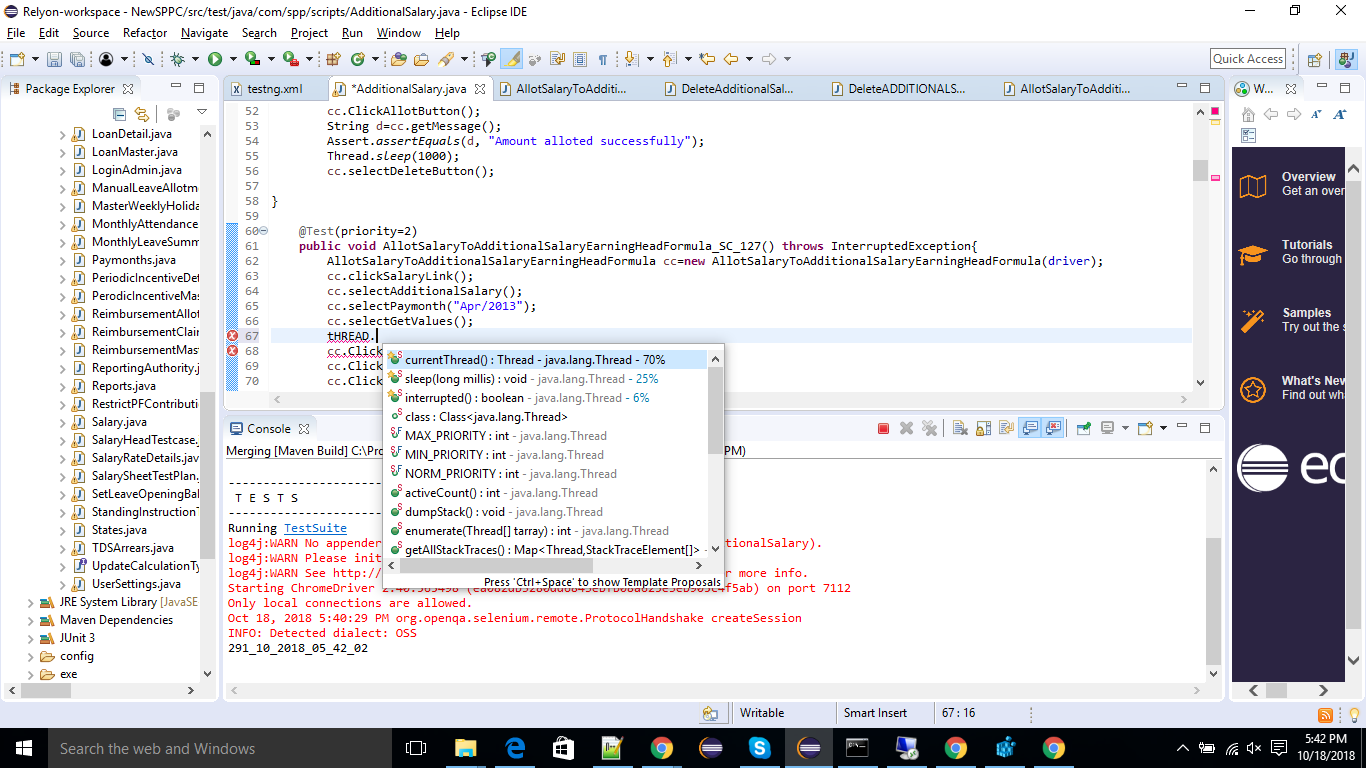 Relyon-workspace - NewSPPC/src/test/java/com/spp/scripts/AdditionalSalary.java - Eclipse IDE
File Edit Source Refactor Navigate Search Project Run Window Help
Quick Access
Package Explorer
LoanDetail.java
LoanMaster.java
LoginAdmin.java
ManualLeaveAllotm
MasterWeeklyHolida
MonthlyAttendance
MonthlyLeaveSumm
Paymonths.java
PeriodicIncentiveDet
PerodicIncentiveMas
ReimbursementAllot
ReimbursementClair
ReimbursementMast
ReportingAuthority.j
Reports.java
RestrictPFContributi
Salary.java
SalaryHeadTestcase.j
SalaryRateDetails.jav
SalarySheetTestPlan.
SetLeaveOpeningBal
StandingInstructionT
States.java
TDSArrears.java
UpdateCalculationTy
UserSettings.java
JRE System Library [JavaSE
Maven Dependencies
JUnit 3
config
exe
testng.xml *AdditionalSalary.java AllotSalaryToAdditi... DeleteAdditionalSal... DeleteADDITIONALS... AllotSalaryToAdditi...
52 cc.ClickAllotButton();
53 String d=cc.getMessage();
54 Assert.assertEquals(d, "Amount alloted successfully");
55 Thread.sleep(1000);
56 cc.selectDeleteButton();
57
58 }
59
60 @Test(priority=2)
61 public void AllotSalaryToAdditionalSalaryEarningHeadFormula_SC_127() throws InterruptedException{
62 AllotSalaryToAdditionalSalaryEarningHeadFormula cc=new AllotSalaryToAdditionalSalaryEarningHeadFormula(driver);
63 cc.clickSalaryLink();
64 cc.selectAdditionalSalary();
65 cc.selectPaymonth("Apr/2013");
66 cc.selectGetValues();
67 tHREAD.
68 cc.Click
69 cc.Click
70 cc.Click
currentThread() : Thread - java.lang.Thread - 70%
sleep(long millis) : void - java.lang.Thread - 25%
interrupted() : boolean - java.lang.Thread - 6%
class : Class<java.lang.Thread>
MAX_PRIORITY : int - java.lang.Thread
MIN_PRIORITY : int - java.lang.Thread
NORM_PRIORITY : int - java.lang.Thread
activeCount() : int - java.lang.Thread
dumpStack() : void - java.lang.Thread
enumerate(Thread[] tarray) : int - java.lang.Thread
getAllStackTraces() : Map<Thread,StackTraceElement[]> -
Press 'Ctrl+Space' to show Template Proposals
Console
Merging [Maven Build] C:\Pro PM)
T E S T S
Running TestSuite
log4j:WARN No appender tionalSalary).
log4j:WARN Please init
log4j:WARN See http:// r more info.
Starting ChromeDriver on port 7112
Only local connections are allowed.
Oct 18, 2018 5:40:29 PM org.openqa.selenium.remote.ProtocolHandshake createSession
INFO: Detected dialect: OSS
291_10_2018_05_42_02
W...
Overview
Get an over
Tutorials
Go through
Samples
Try out the s
What's New
Find out wha
ec
Writable Smart Insert 67 : 16
Search the web and Windows
5:42 PM
10/18/2018